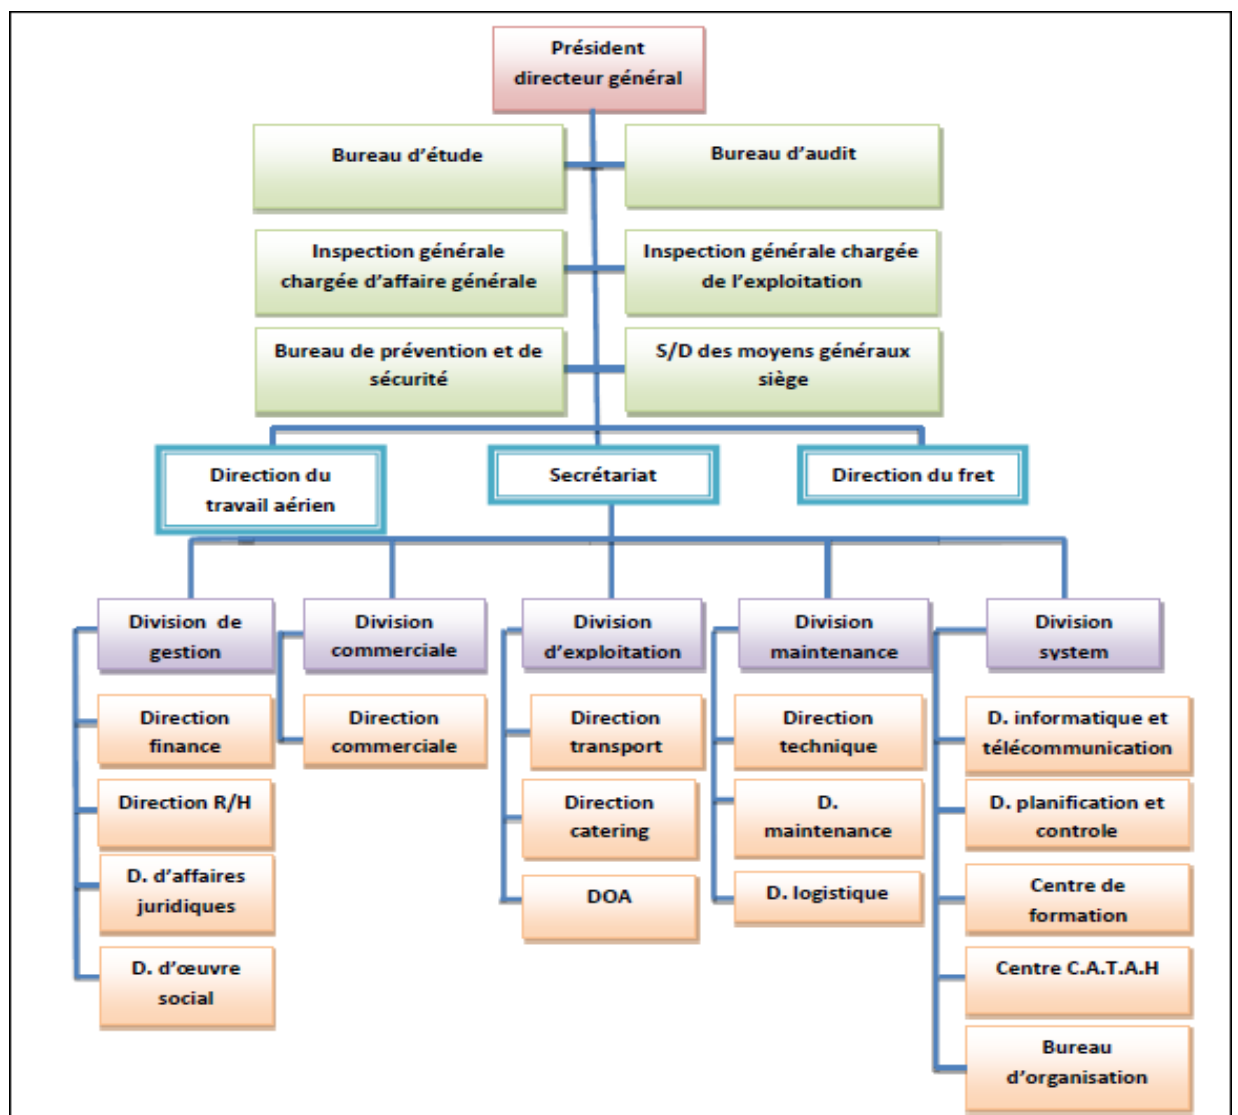 Président
directeur général
Bureau d'étude
Bureau d'audit
Inspection générale
chargée d'affaire générale
Inspection générale chargée
de l'exploitation
Bureau de prévention et de
sécurité
S/D des moyens généraux
siège
Direction du
travail aérien
Secrétariat
Direction du fret
Division de
gestion
Division
commerciale
Division
d'exploitation
Division
maintenance
Division
system
Direction
finance
Direction R/H
D. d'affaires
juridiques
D. d'œuvre
social
Direction
commerciale
Direction
transport
Direction
catering
DOA
Direction
technique
D.
maintenance
D. logistique
D. informatique et
télécommunication
D. planification et
controle
Centre de
formation
Centre C.A.T.A.H
Bureau
d'organisation